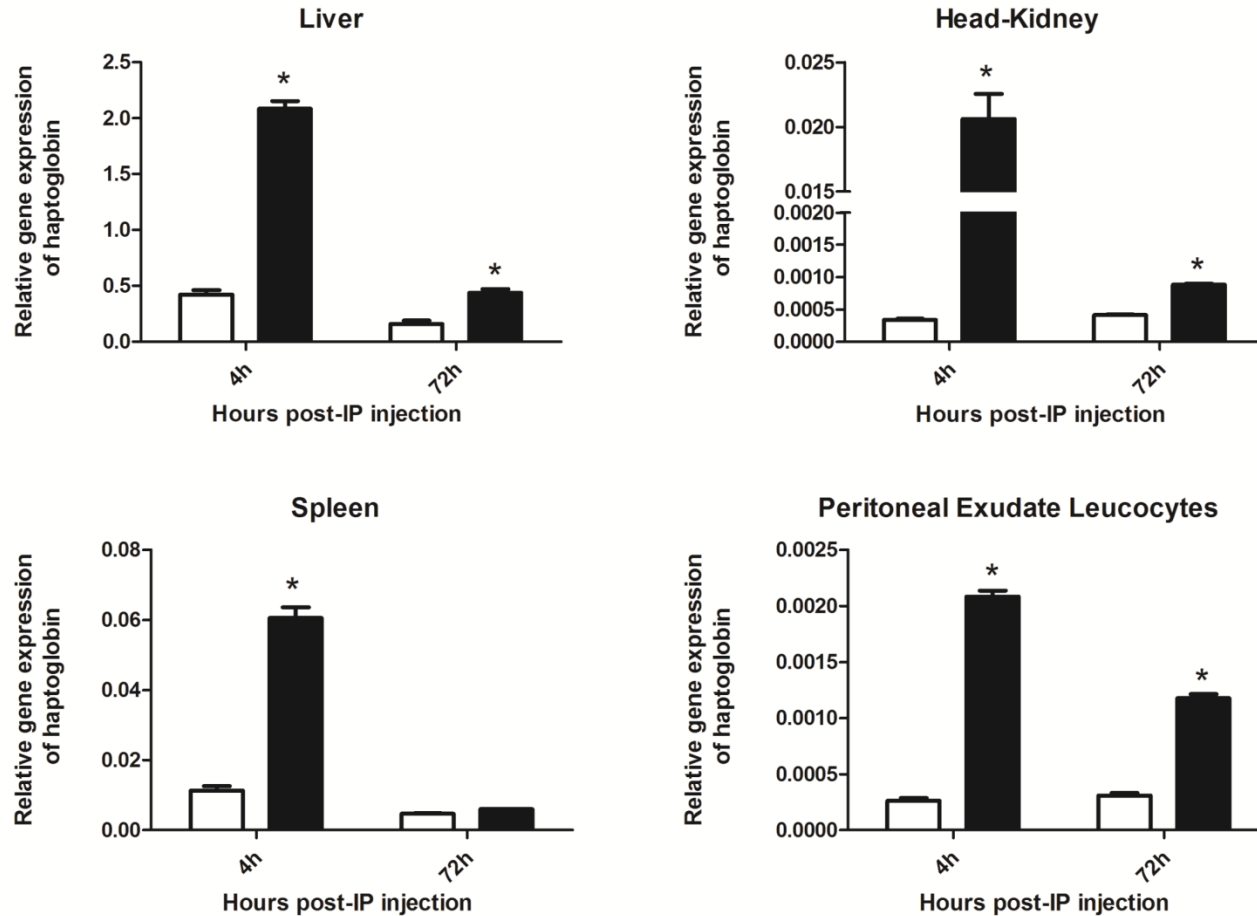 Liver
Relative gene expression
of haptoglobin
2.5
2.0
1.5
1.0
0.5
0.0
*
*
4h
72h
Hours post-IP injection
Head-Kidney
Relative gene expression
of haptoglobin
0.025
0.020
0.015
0.0020
0.0015
0.0010
0.0005
0.0000
*
*
4h
72h
Hours post-IP injection
Spleen
Relative gene expression
of haptoglobin
0.08
0.06
0.04
0.02
0.00
*
4h
72h
Hours post-IP injection
Peritoneal Exudate Leucocytes
Relative gene expression
of haptoglobin
0.0025
0.0020
0.0015
0.0010
0.0005
0.0000
*
*
4h
72h
Hours post-IP injection